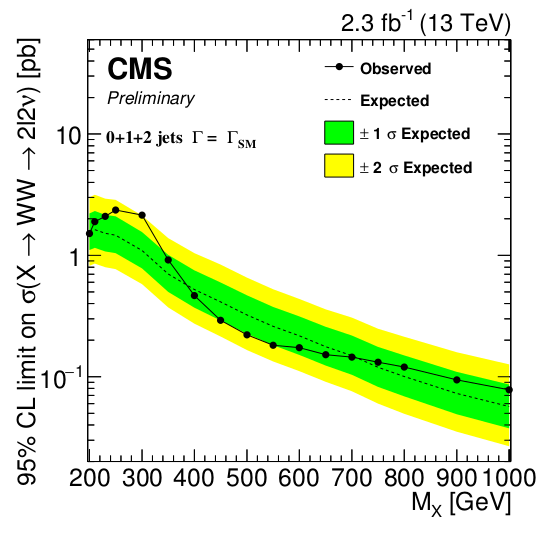 2.3 fb⁻¹ (13 TeV)
CMS
Preliminary
0+1+2 jets Γ = Γ_SM
Observed
Expected
± 1 σ Expected
± 2 σ Expected
95% CL limit on σ(X → WW → 2l2ν) [pb]
10
1
10⁻¹
200 300 400 500 600 700 800 900 1000
M_X [GeV]